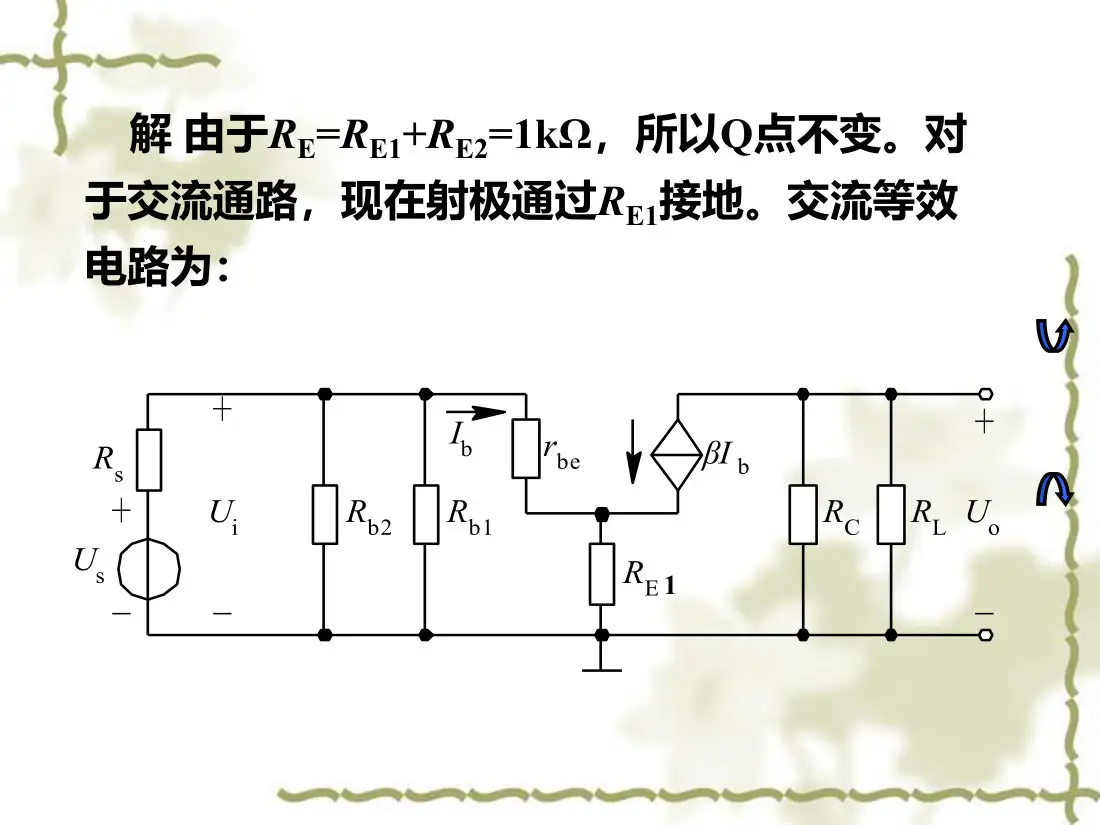 解 由于RE=RE1+RE2=1kΩ，所以Q点不变。对
于交流通路，现在射极通过RE1接地。交流等效
电路为：
+ Ib rbe βIb +
Rs
+ Ui Rb2 Rb1 RC RL Uo
Us RE1
− − −